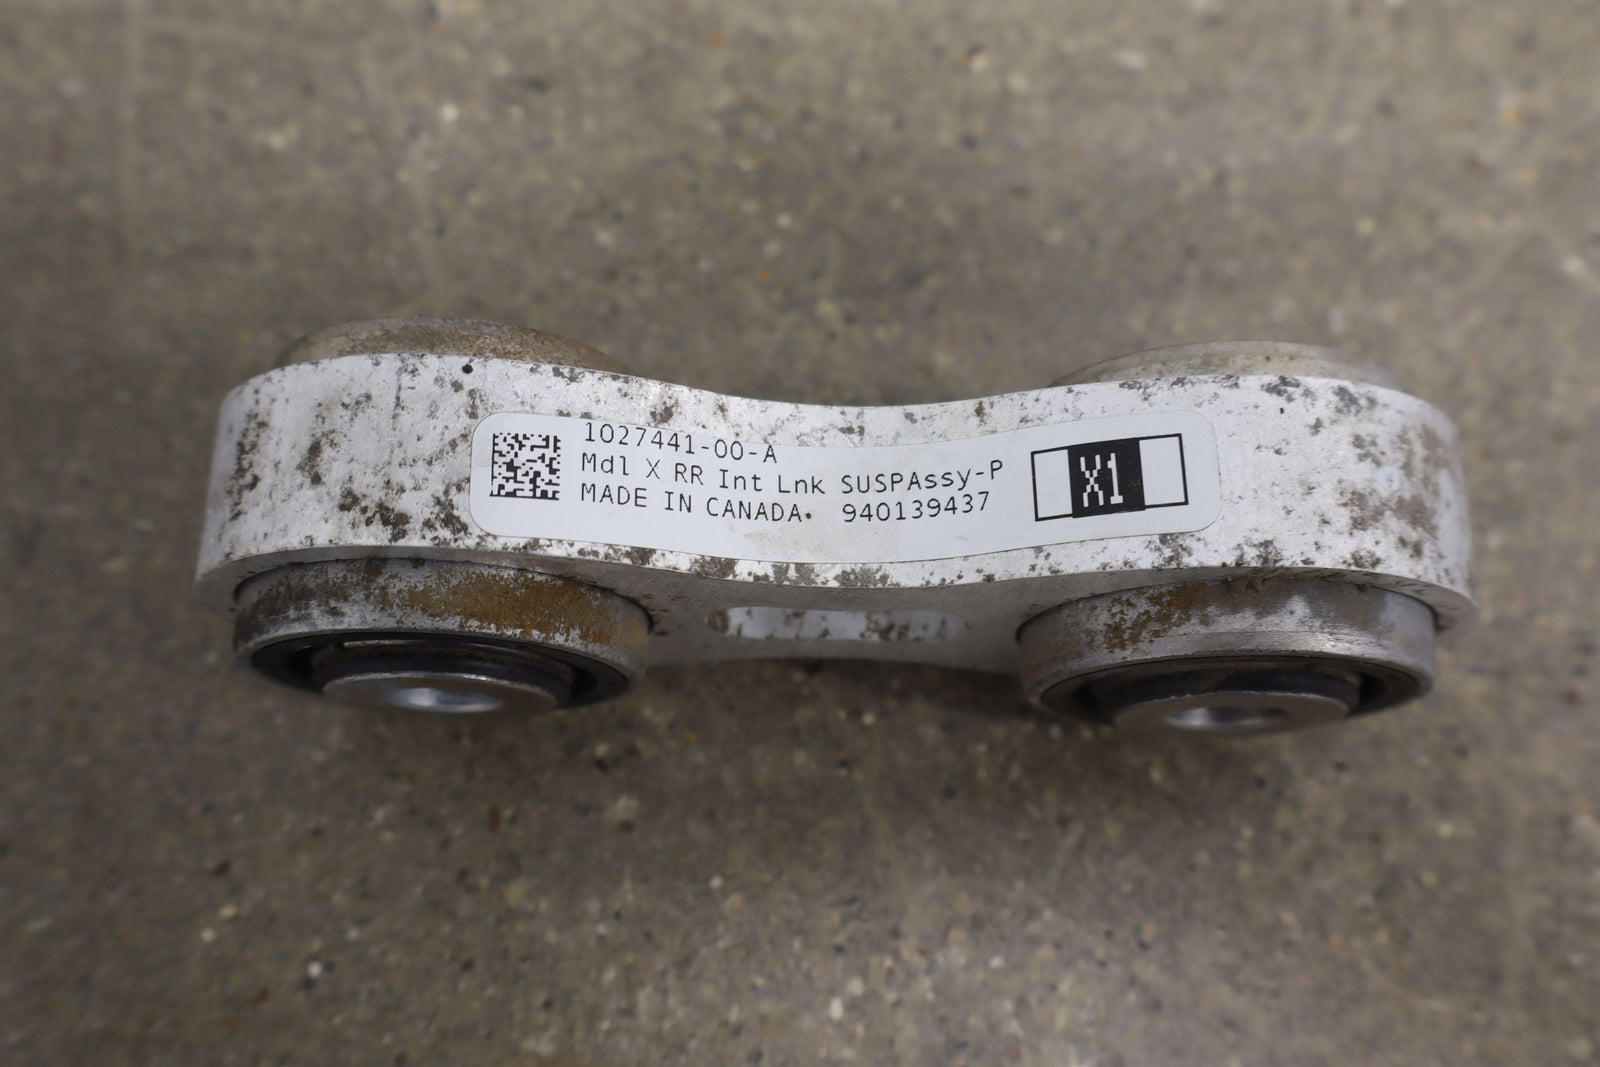 1027441-00-A
Mdl X RR Int Lnk SUSPAssy-P
MADE IN CANADA· 940139437
X1